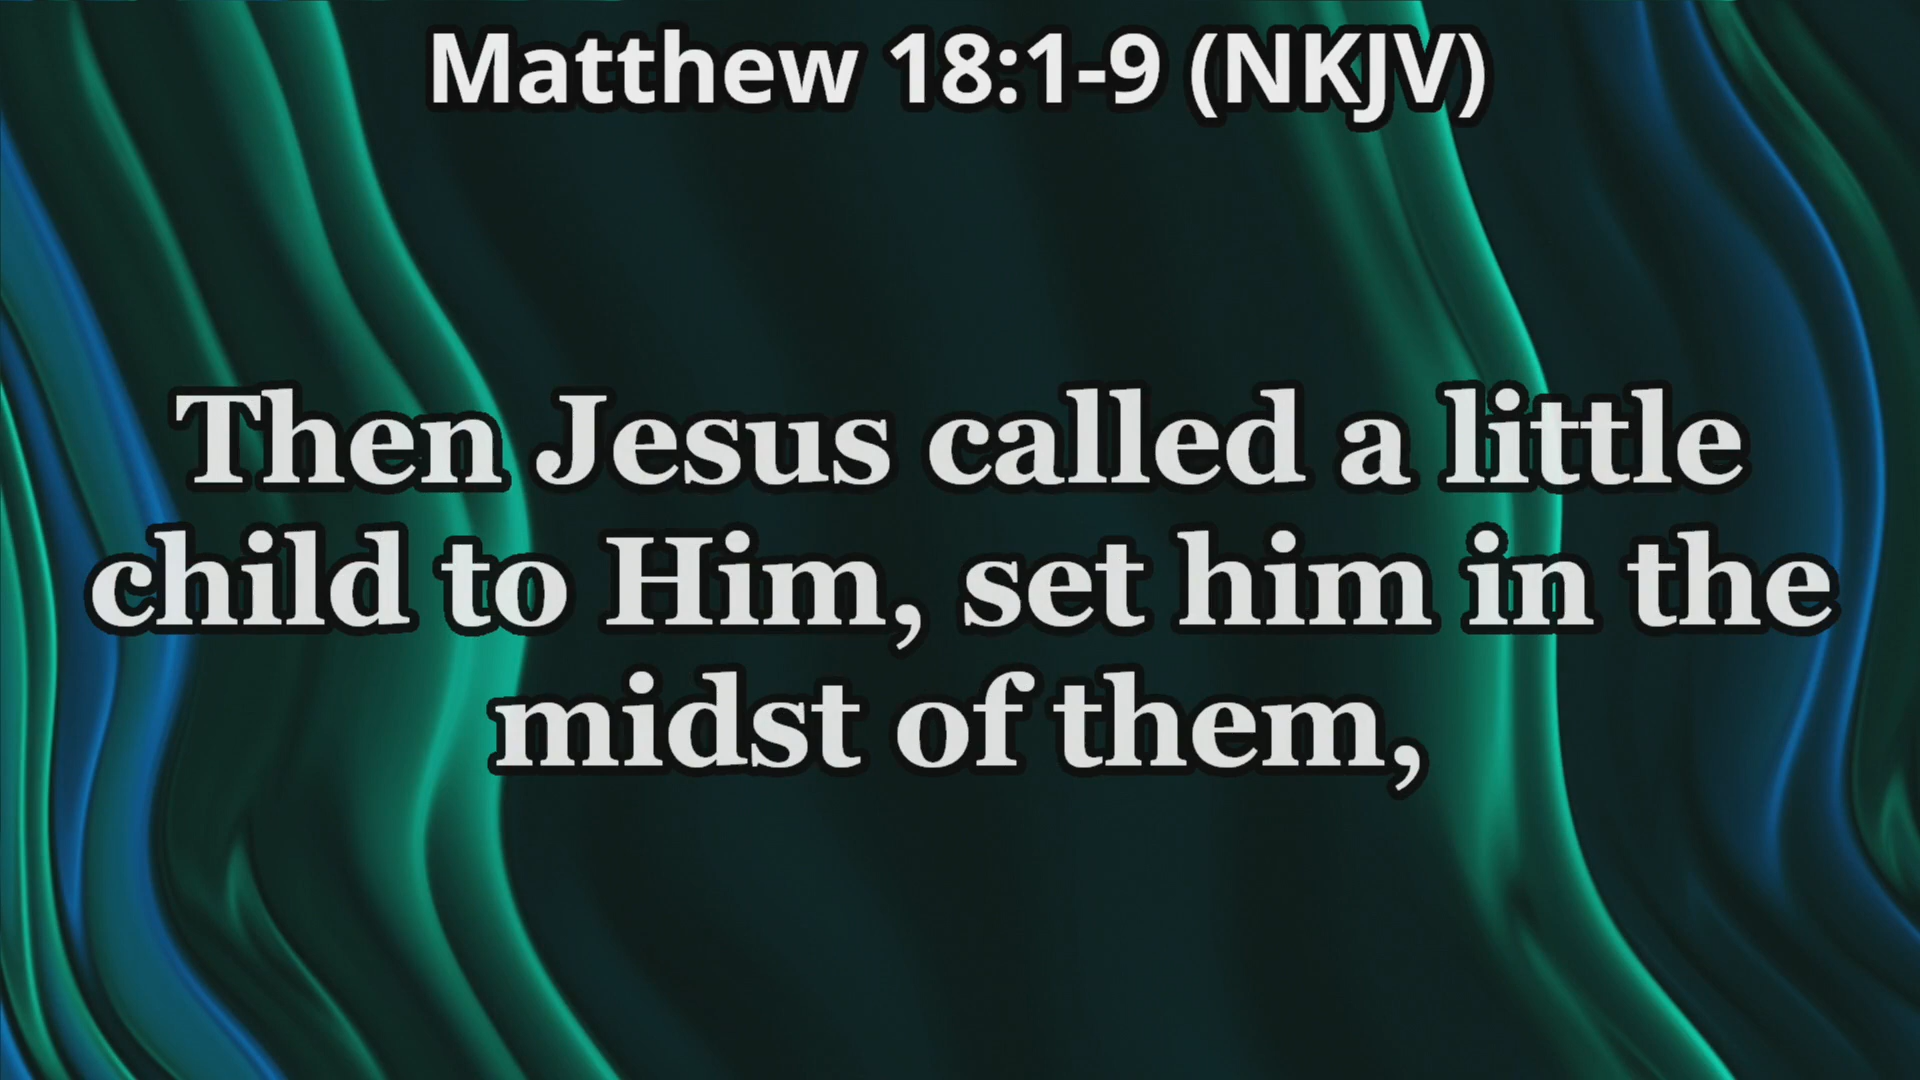 Matthew 18:1-9 (NKJV)
Then Jesus called a little
child to Him, set him in the
midst of them,